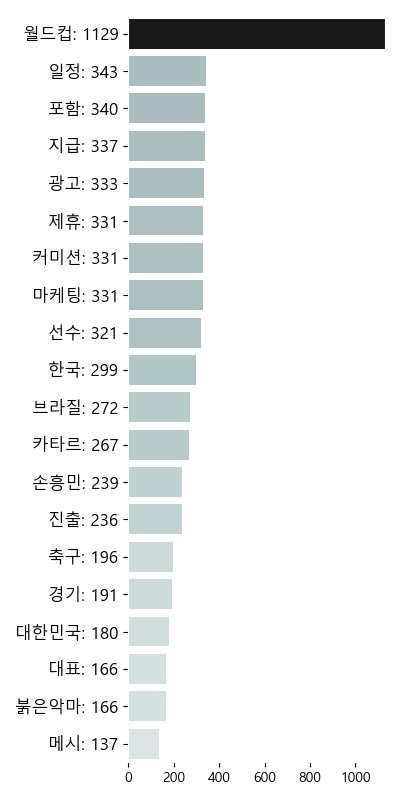 월드컵: 1129
일정: 343
포함: 340
지급: 337
광고: 333
제휴: 331
커미션: 331
마케팅: 331
선수: 321
한국: 299
브라질: 272
카타르: 267
손흥민: 239
진출: 236
축구: 196
경기: 191
대한민국: 180
대표: 166
붉은악마: 166
메시: 137
0 200 400 600 800 1000